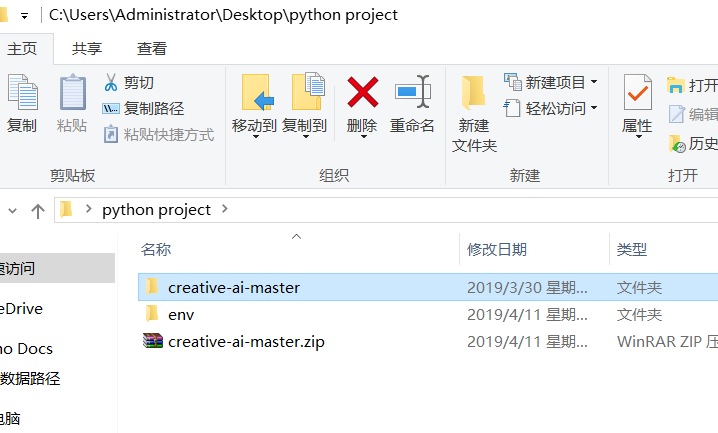 C:\Users\Administrator\Desktop\python project
主页 共享 查看
复制 粘贴 剪切 复制路径 粘贴快捷方式
移动到 复制到 删除 重命名
新建文件夹 新建项目 轻松访问
属性 打开 编辑 历史
剪贴板 组织 新建 打开
python project
名称 修改日期 类型
速访问
creative-ai-master 2019/3/30 星期... 文件夹
eDrive
env 2019/4/11 星期... 文件夹
no Docs
creative-ai-master.zip 2019/4/11 星期... WinRAR ZIP 压
数据路径
电脑